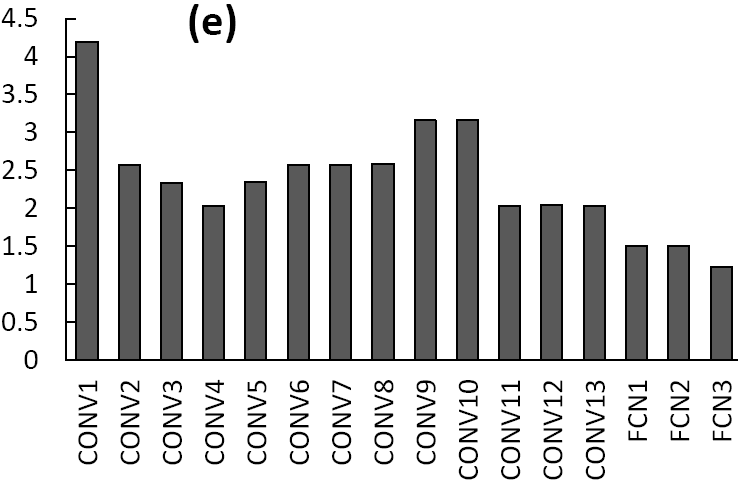 (e)
4.5
4
3.5
3
2.5
2
1.5
1
0.5
0
CONV1
CONV2
CONV3
CONV4
CONV5
CONV6
CONV7
CONV8
CONV9
CONV10
CONV11
CONV12
CONV13
FCN1
FCN2
FCN3